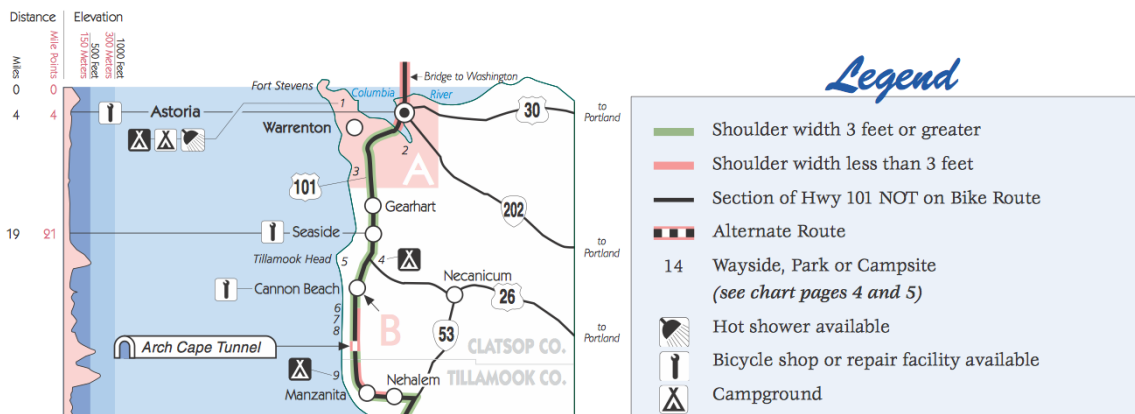 Distance
Elevation
Miles
Mile Points
150 Meters
500 Feet
300 Meters
1000 Feet
0
0
4
4
19
21
Fort Stevens
Bridge to Washington
Columbia
River
1
Astoria
Warrenton
2
30
to
Portland
A
3
101
Gearhart
202
Seaside
to
Portland
Tillamook Head
5
4
Necanicum
Cannon Beach
26
6
7
8
B
53
to
Portland
Arch Cape Tunnel
CLATSOP CO.
TILLAMOOK CO.
9
Nehalem
Manzanita
Legend
Shoulder width 3 feet or greater
Shoulder width less than 3 feet
Section of Hwy 101 NOT on Bike Route
Alternate Route
14 Wayside, Park or Campsite
(see chart pages 4 and 5)
Hot shower available
Bicycle shop or repair facility available
Campground